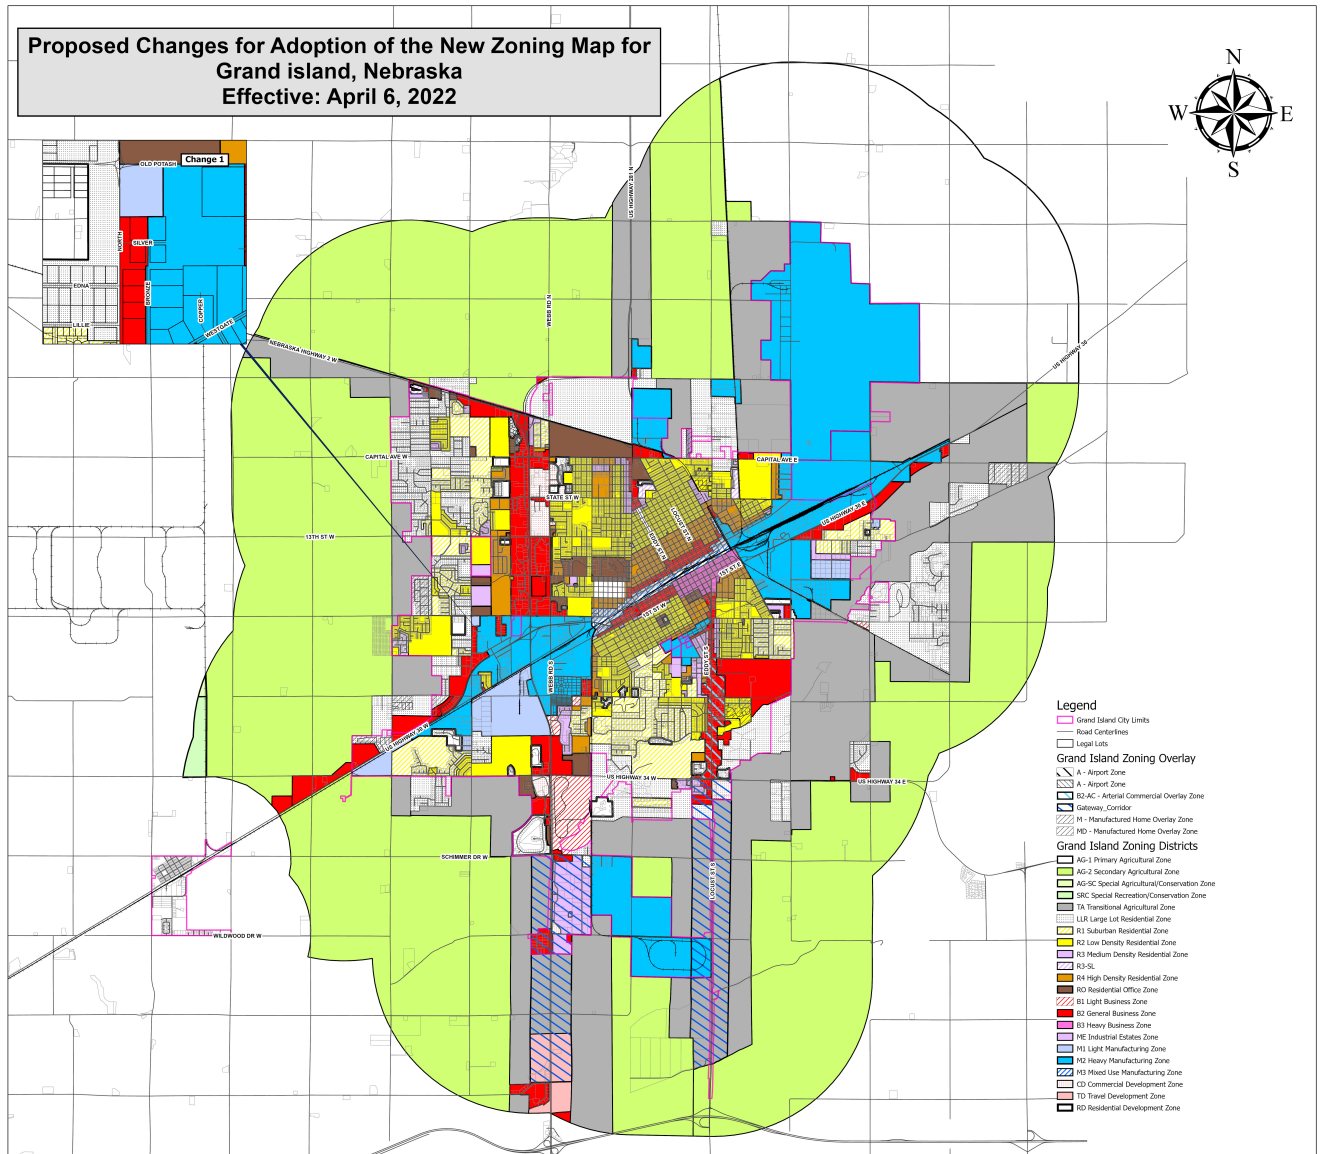 Proposed Changes for Adoption of the New Zoning Map for
Grand island, Nebraska
Effective: April 6, 2022
N
W
E
S
Change 1
OLD POTASH
NORTH
SILVER
EDNA
BRONZE
COPPER
LILLIE
WESTGATE
US HIGHWAY 281 N
WEBB RD N
NEBRASKA HIGHWAY 2 W
US HIGHWAY 30
CAPITAL AVE W
CAPITAL AVE E
STATE ST W
LOCUST ST N
US HIGHWAY 30 E
13TH ST W
EDDY ST N
1ST ST E
1ST ST W
EDDY ST S
WEBB RD S
US HIGHWAY 30 W
US HIGHWAY 34 W
US HIGHWAY 34 E
SCHIMMER DR W
LOCUST ST S
WILDWOOD DR W
Legend
Grand Island City Limits
Road Centerlines
Legal Lots
Grand Island Zoning Overlay
A - Airport Zone
A - Airport Zone
B2-AC - Arterial Commercial Overlay Zone
Gateway_Corridor
M - Manufactured Home Overlay Zone
MD - Manufactured Home Overlay Zone
Grand Island Zoning Districts
AG-1 Primary Agricultural Zone
AG-2 Secondary Agricultural Zone
AG-SC Special Agricultural/Conservation Zone
SRC Special Recreation/Conservation Zone
TA Transitional Agricultural Zone
LLR Large Lot Residential Zone
R1 Suburban Residential Zone
R2 Low Density Residential Zone
R3 Medium Density Residential Zone
R3-SL
R4 High Density Residential Zone
RO Residential Office Zone
B1 Light Business Zone
B2 General Business Zone
B3 Heavy Business Zone
ME Industrial Estates Zone
M1 Light Manufacturing Zone
M2 Heavy Manufacturing Zone
M3 Mixed Use Manufacturing Zone
CD Commercial Development Zone
TD Travel Development Zone
RD Residential Development Zone